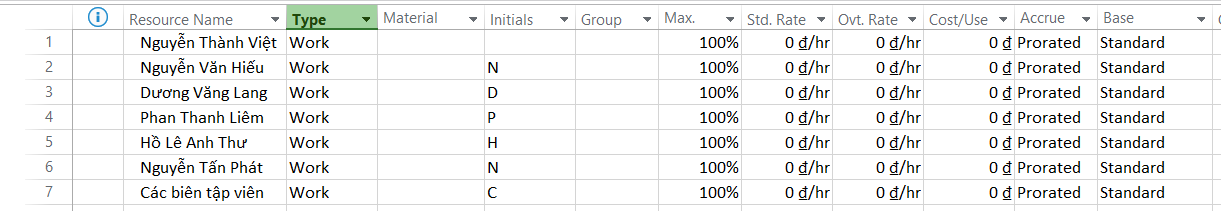 Resource Name Type Material Initials Group Max. Std. Rate Ovt. Rate Cost/Use Accrue Base
1 Nguyễn Thành Việt Work 100% 0 ₫/hr 0 ₫/hr 0 ₫ Prorated Standard
2 Nguyễn Văn Hiếu Work N 100% 0 ₫/hr 0 ₫/hr 0 ₫ Prorated Standard
3 Dương Văng Lang Work D 100% 0 ₫/hr 0 ₫/hr 0 ₫ Prorated Standard
4 Phan Thanh Liêm Work P 100% 0 ₫/hr 0 ₫/hr 0 ₫ Prorated Standard
5 Hồ Lê Anh Thư Work H 100% 0 ₫/hr 0 ₫/hr 0 ₫ Prorated Standard
6 Nguyễn Tấn Phát Work N 100% 0 ₫/hr 0 ₫/hr 0 ₫ Prorated Standard
7 Các biên tập viên Work C 100% 0 ₫/hr 0 ₫/hr 0 ₫ Prorated Standard